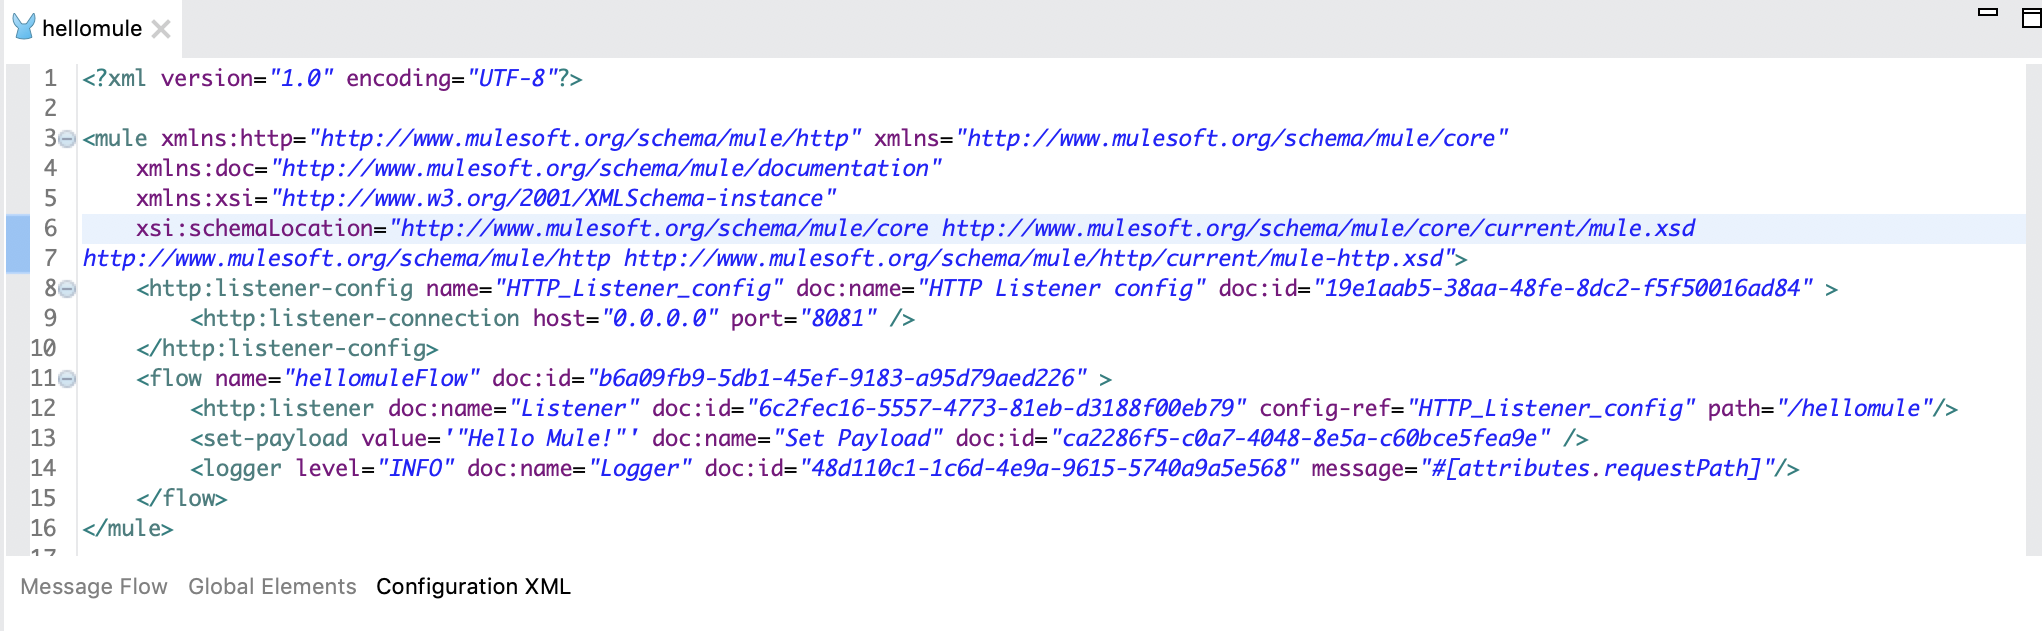 hellomule
1 <?xml version="1.0" encoding="UTF-8"?>
2
3 <mule xmlns:http="http://www.mulesoft.org/schema/mule/http" xmlns="http://www.mulesoft.org/schema/mule/core"
4 xmlns:doc="http://www.mulesoft.org/schema/mule/documentation"
5 xmlns:xsi="http://www.w3.org/2001/XMLSchema-instance"
6 xsi:schemaLocation="http://www.mulesoft.org/schema/mule/core http://www.mulesoft.org/schema/mule/core/current/mule.xsd
7 http://www.mulesoft.org/schema/mule/http http://www.mulesoft.org/schema/mule/http/current/mule-http.xsd">
8 <http:listener-config name="HTTP_Listener_config" doc:name="HTTP Listener config" doc:id="19e1aab5-38aa-48fe-8dc2-f5f50016ad84" >
9 <http:listener-connection host="0.0.0.0" port="8081" />
10 </http:listener-config>
11 <flow name="hellomuleFlow" doc:id="b6a09fb9-5db1-45ef-9183-a95d79aed226" >
12 <http:listener doc:name="Listener" doc:id="6c2fec16-5557-4773-81eb-d3188f00eb79" config-ref="HTTP_Listener_config" path="/hellomule"/>
13 <set-payload value='"Hello Mule!"' doc:name="Set Payload" doc:id="ca2286f5-c0a7-4048-8e5a-c60bce5fea9e" />
14 <logger level="INFO" doc:name="Logger" doc:id="48d110c1-1c6d-4e9a-9615-5740a9a5e568" message="#[attributes.requestPath]"/>
15 </flow>
16 </mule>
17
Message Flow Global Elements Configuration XML